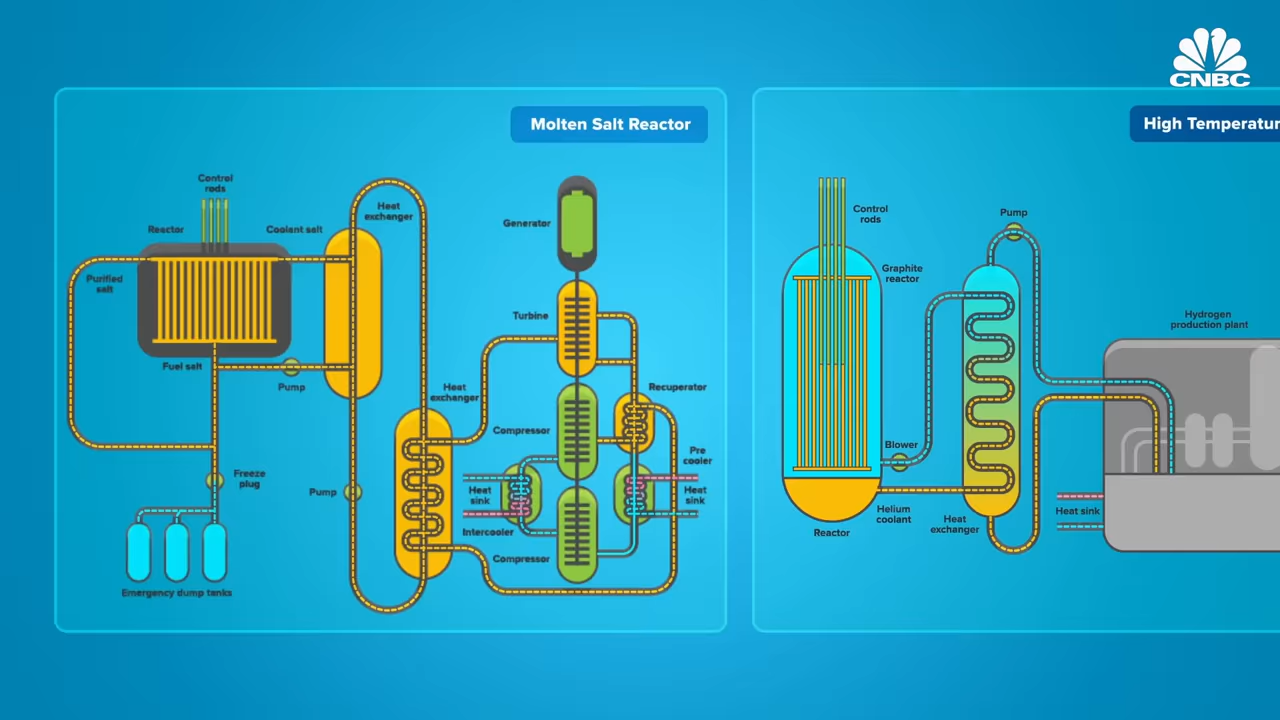 CNBC
Molten Salt Reactor
Control
rods
Reactor
Coolant salt
Heat
exchanger
Purified
salt
Fuel salt
Pump
Freeze
plug
Emergency dump tanks
Pump
Heat
exchanger
Generator
Turbine
Compressor
Recuperator
Pre
cooler
Heat
sink
Heat
sink
Intercooler
Compressor
High Temperatur
Control
rods
Graphite
reactor
Pump
Hydrogen
production plant
Blower
Helium
coolant
Reactor
Heat
exchanger
Heat sink